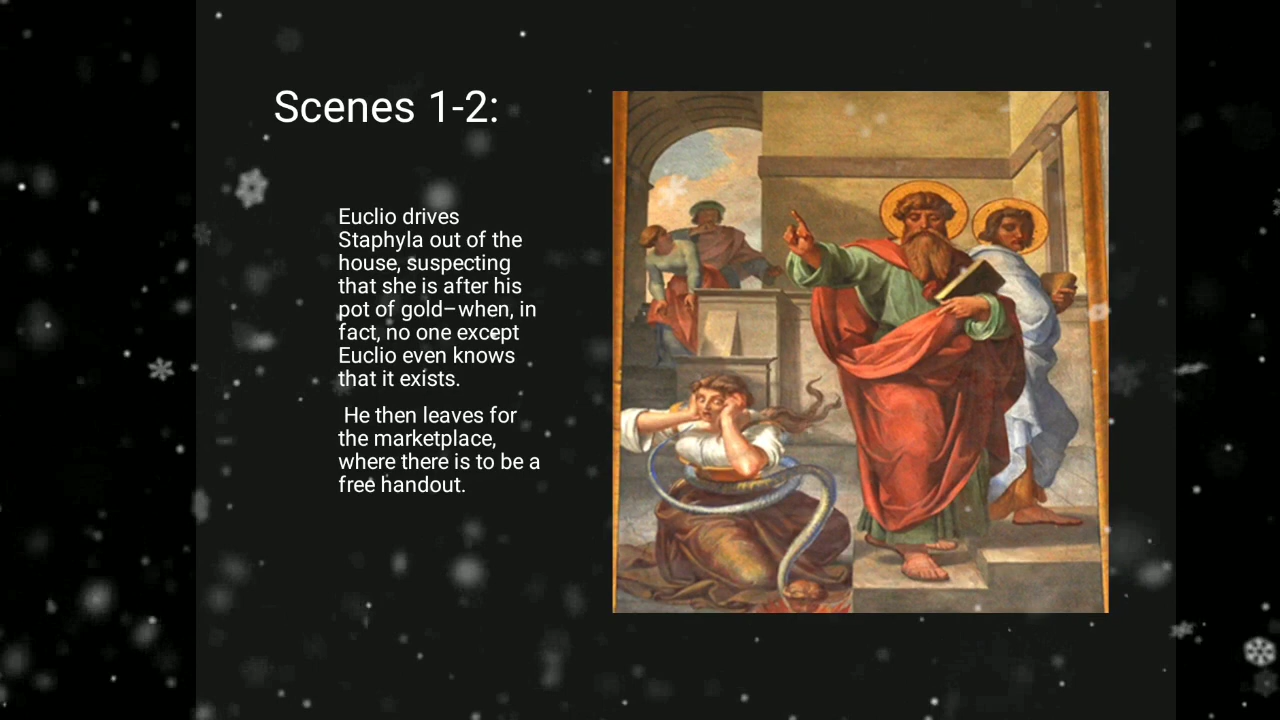 Scenes 1-2:
Euclio drives
Staphyla out of the
house, suspecting
that she is after his
pot of gold–when, in
fact, no one except
Euclio even knows
that it exists.
He then leaves for
the marketplace,
where there is to be a
free handout.